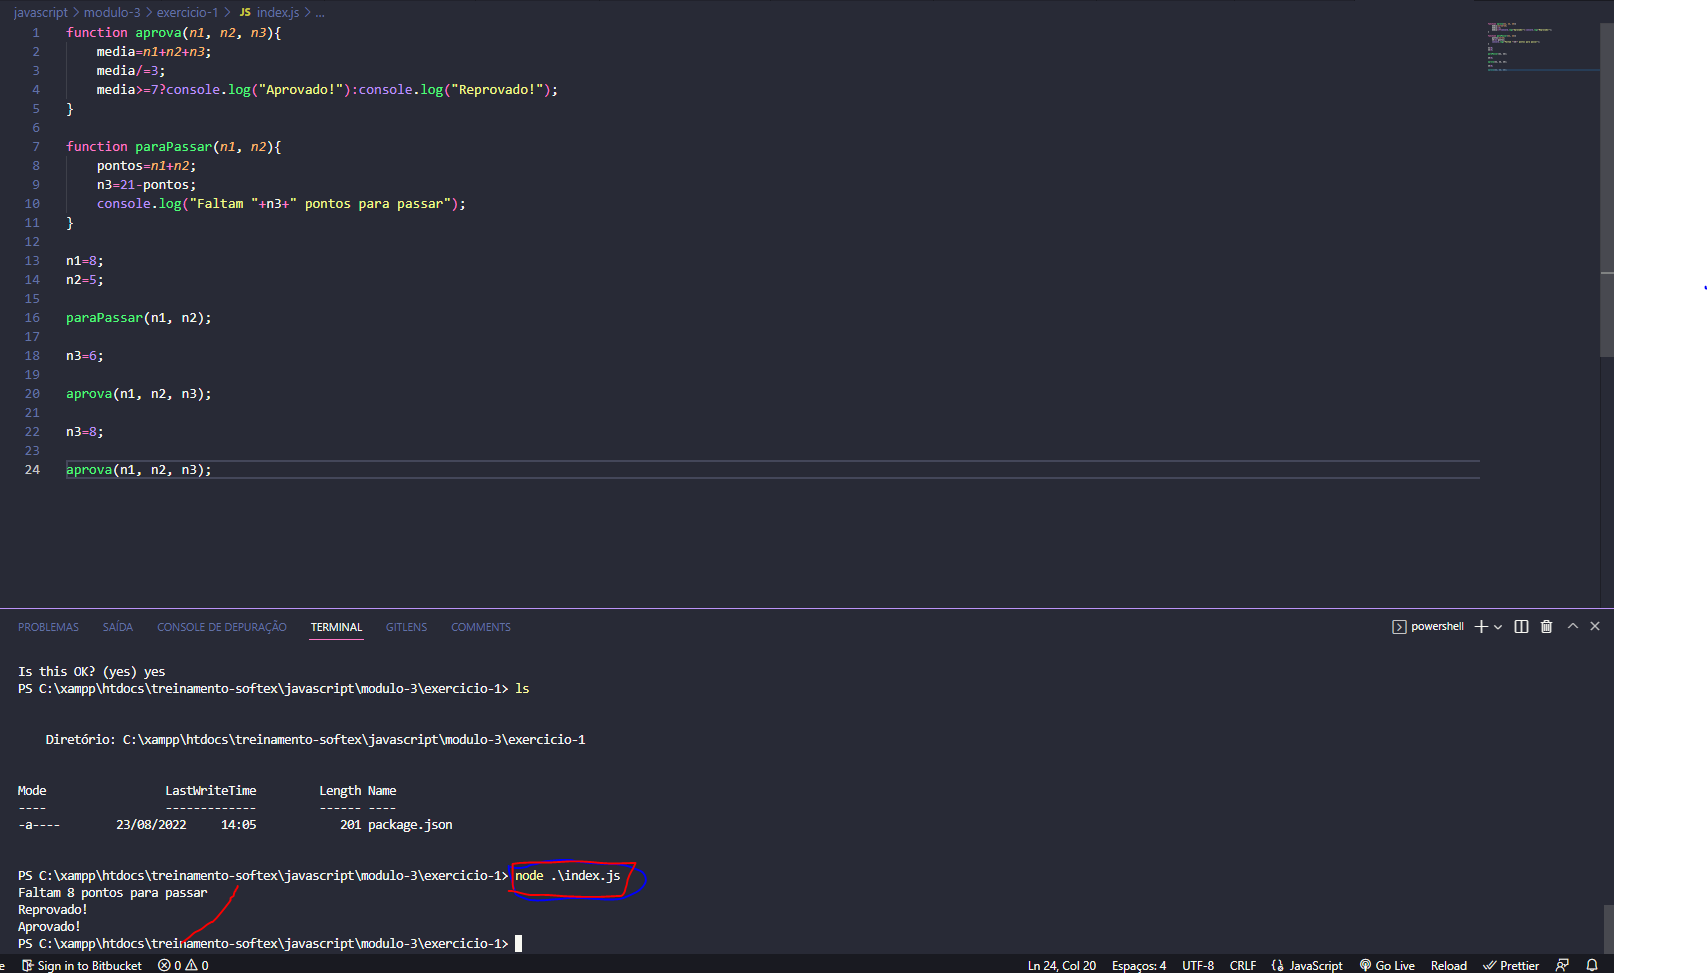 javascript > modulo-3 > exercicio-1 > JS index.js > ...
1 function aprova(n1, n2, n3){
2 media=n1+n2+n3;
3 media/=3;
4 media>=7?console.log("Aprovado!"):console.log("Reprovado!");
5 }
6
7 function paraPassar(n1, n2){
8 pontos=n1+n2;
9 n3=21-pontos;
10 console.log("Faltam "+n3+" pontos para passar");
11 }
12
13 n1=8;
14 n2=5;
15
16 paraPassar(n1, n2);
17
18 n3=6;
19
20 aprova(n1, n2, n3);
21
22 n3=8;
23
24 aprova(n1, n2, n3);
PROBLEMAS SAÍDA CONSOLE DE DEPURAÇÃO TERMINAL GITLENS COMMENTS powershell
Is this OK? (yes) yes
PS C:\xampp\htdocs\treinamento-softex\javascript\modulo-3\exercicio-1> ls
Diretório: C:\xampp\htdocs\treinamento-softex\javascript\modulo-3\exercicio-1
Mode LastWriteTime Length Name
---- ------------- ------ ----
-a---- 23/08/2022 14:05 201 package.json
PS C:\xampp\htdocs\treinamento-softex\javascript\modulo-3\exercicio-1> node .\index.js
Faltam 8 pontos para passar
Reprovado!
Aprovado!
PS C:\xampp\htdocs\treinamento-softex\javascript\modulo-3\exercicio-1>
e Sign in to Bitbucket 0 0 Ln 24, Col 20 Espaços: 4 UTF-8 CRLF JavaScript Go Live Reload Prettier